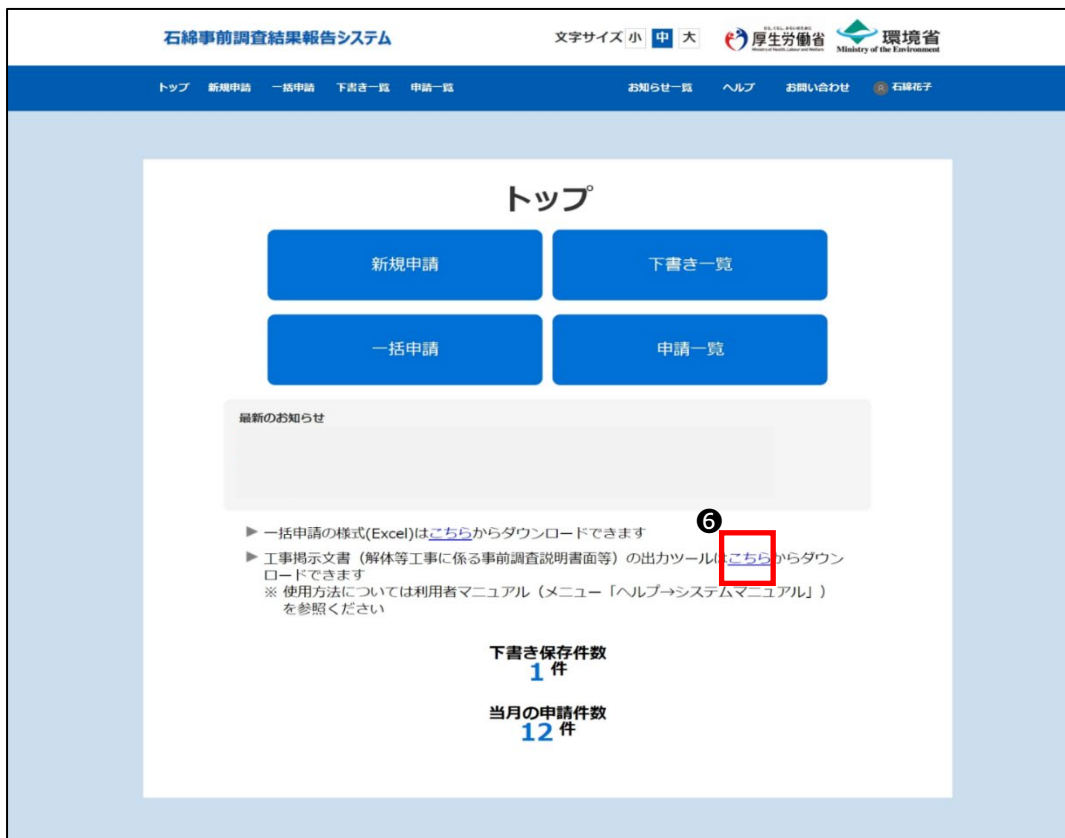 石綿事前調査結果報告システム
文字サイズ 小 中 大
厚生労働省
環境省
Ministry of the Environment
トップ 新規申請 一括申請 下書き一覧 申請一覧 お知らせ一覧 ヘルプ お問い合わせ 石綿花子
トップ
新規申請 下書き一覧
一括申請 申請一覧
最新のお知らせ
❻
▶ 一括申請の様式(Excel)はこちらからダウンロードできます
▶ 工事掲示文書（解体等工事に係る事前調査説明書面等）の出力ツールはこちらからダウン
ロードできます
※ 使用方法については利用者マニュアル（メニュー「ヘルプ→システムマニュアル」）
を参照ください
下書き保存件数
1 件
当月の申請件数
12 件